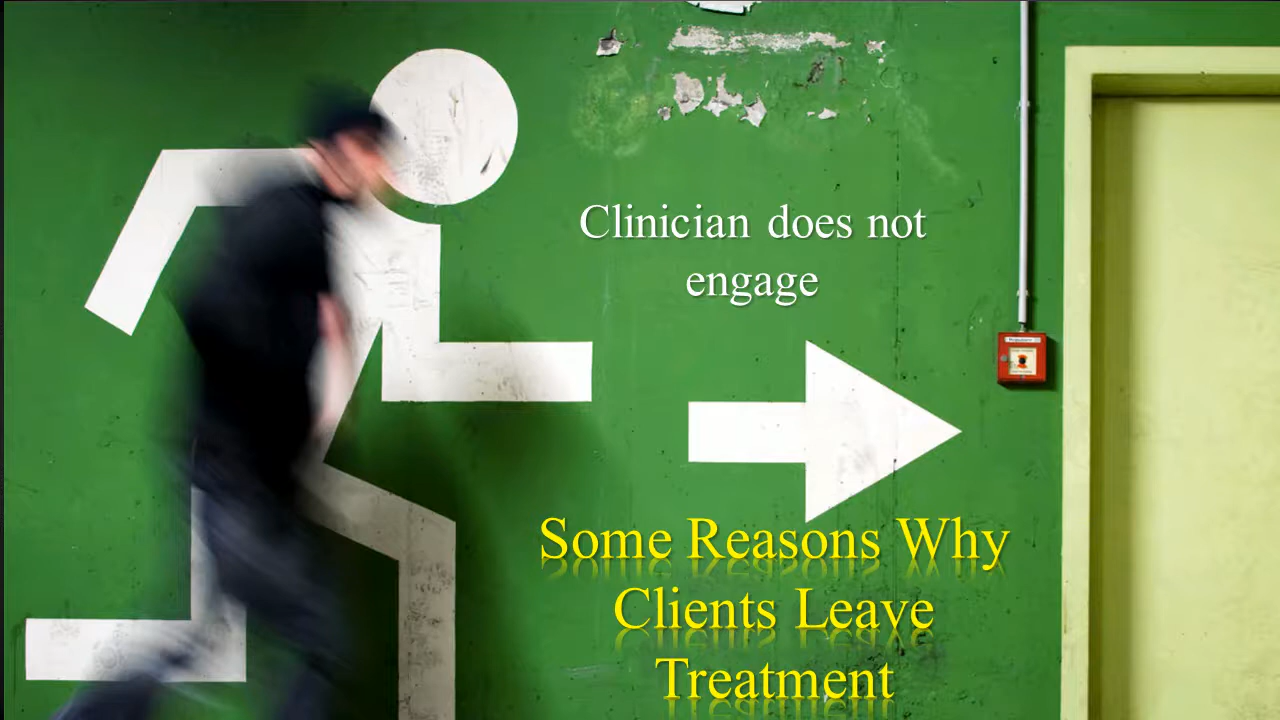 Clinician does not
engage
Some Reasons Why
Clients Leave
Treatment